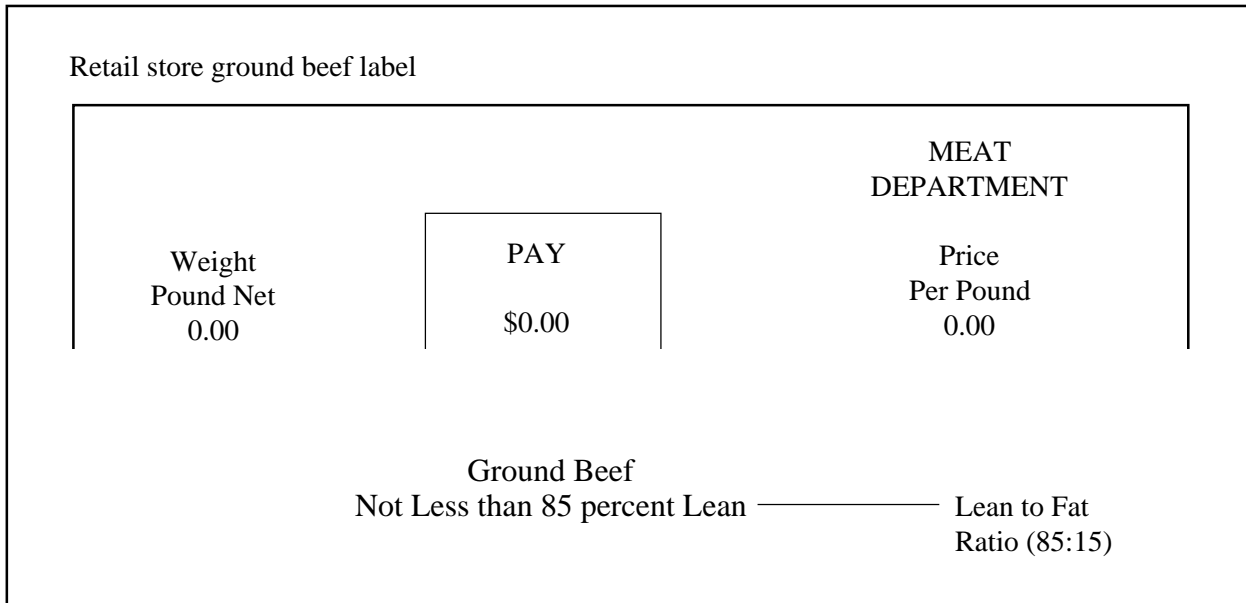 Retail store ground beef label
MEAT
DEPARTMENT
Weight
Pound Net
0.00
PAY
$0.00
Price
Per Pound
0.00
Ground Beef
Not Less than 85 percent Lean
Lean to Fat
Ratio (85:15)